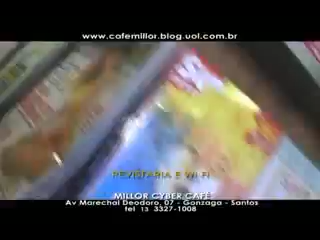 www.cafemillor.blog.uol.com.br
REVISTARIA E WI FI
MILLOR CYBER CAFÉ
Av Marechal Deodoro, 07 - Gonzaga - Santos
tel 13 3327-1008